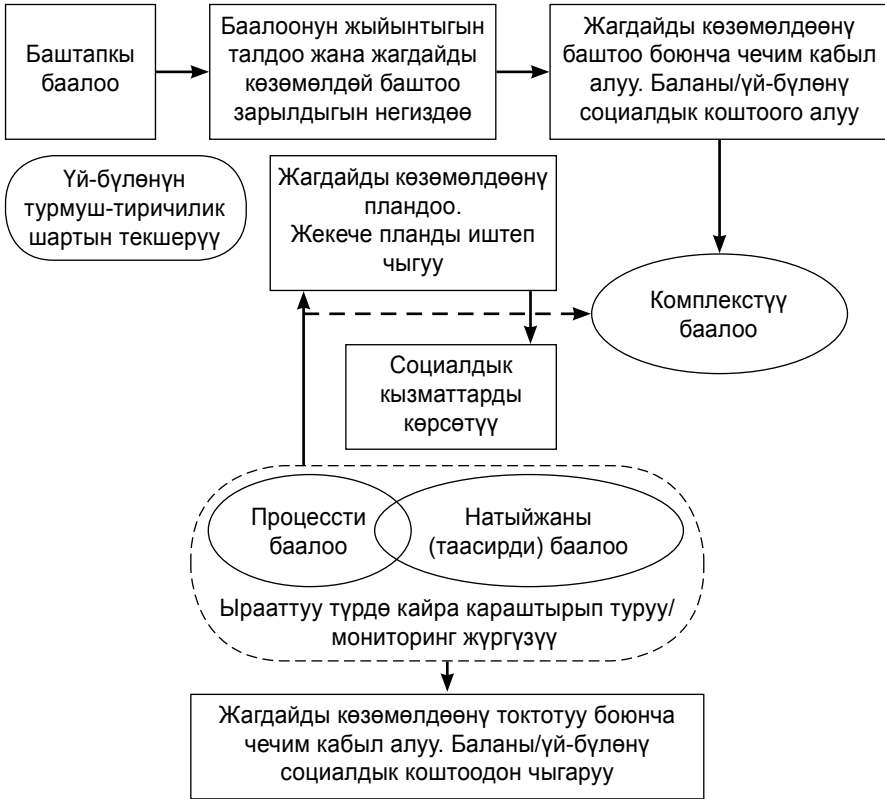 Баштапкы
баалоо
Баалоонун жыйынтыгын
талдоо жана жагдайды
көзөмөлдөй баштоо
зарылдыгын негиздөө
Жагдайды көзөмөлдөөнү
баштоо боюнча чечим кабыл
алуу. Баланы/үй-бүлөнү
социалдык коштоого алуу
Үй-бүлөнүн
турмуш-тиричилик
шартын текшерүү
Жагдайды көзөмөлдөөнү
пландоо.
Жекече планды иштеп
чыгуу
Комплекстүү
баалоо
Социалдык
кызматтарды
көрсөтүү
Процессти
баалоо
Натыйжаны
(таасирди) баалоо
Ырааттуу түрдө кайра караштырып туруу/
мониторинг жүргүзүү
Жагдайды көзөмөлдөөнү токтотуу боюнча
чечим кабыл алуу. Баланы/үй-бүлөнү
социалдык коштоодон чыгаруу